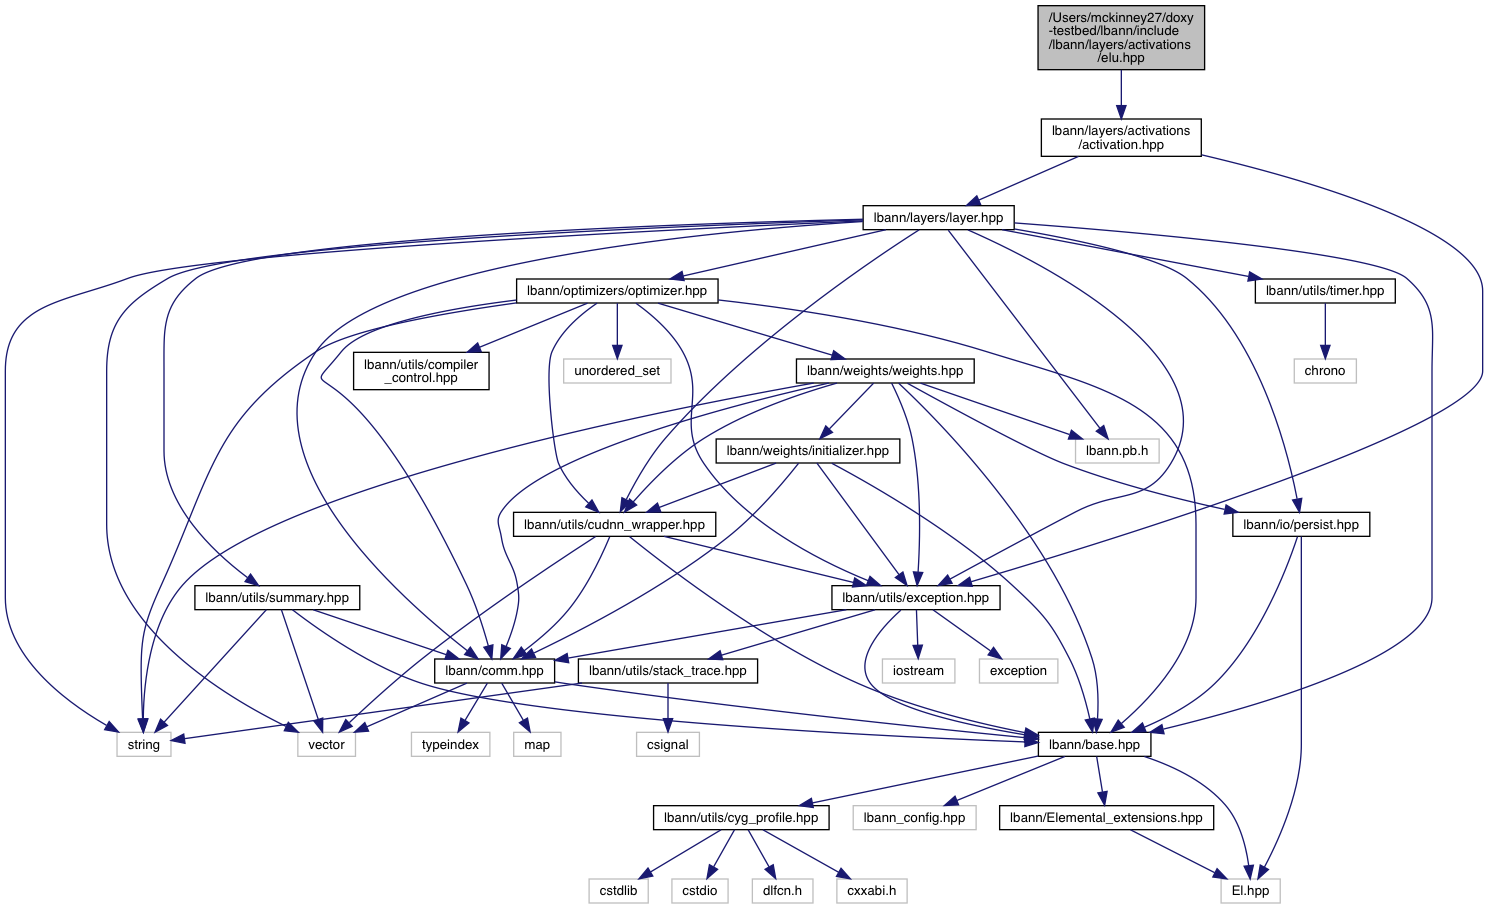 /Users/mckinney27/doxy
-testbed/lbann/include
/lbann/layers/activations
/elu.hpp
lbann/layers/activations
/activation.hpp
lbann/layers/layer.hpp
lbann/optimizers/optimizer.hpp
lbann/utils/timer.hpp
lbann/utils/compiler
_control.hpp
unordered_set
lbann/weights/weights.hpp
chrono
lbann/weights/initializer.hpp
lbann.pb.h
lbann/utils/cudnn_wrapper.hpp
lbann/io/persist.hpp
lbann/utils/summary.hpp
lbann/utils/exception.hpp
lbann/comm.hpp
lbann/utils/stack_trace.hpp
iostream
exception
string
vector
typeindex
map
csignal
lbann/base.hpp
lbann/utils/cyg_profile.hpp
lbann_config.hpp
lbann/Elemental_extensions.hpp
cstdlib
cstdio
dlfcn.h
cxxabi.h
El.hpp